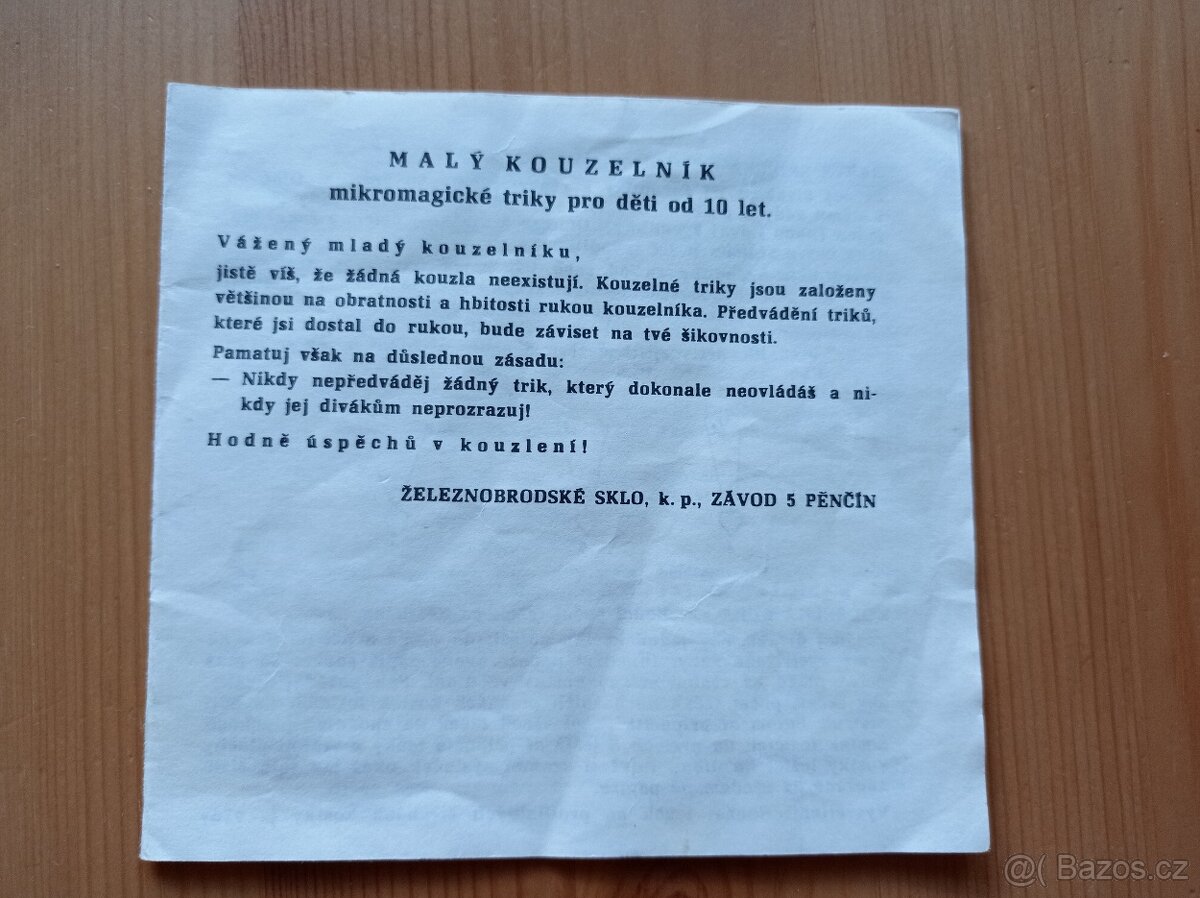 MALÝ KOUZELNÍK
mikromagické triky pro děti od 10 let.
Vážený mladý kouzelníku,
jistě víš, že žádná kouzla neexistují. Kouzelné triky jsou založeny
většinou na obratnosti a hbitosti rukou kouzelníka. Předvádění triků,
které jsi dostal do rukou, bude záviset na tvé šikovnosti.
Pamatuj však na důslednou zásadu:
— Nikdy nepředváděj žádný trik, který dokonale neovládáš a ni-
kdy jej divákům neprozrazuj!
Hodně úspěchů v kouzlení!
ŽELEZNOBRODSKÉ SKLO, k. p., ZÁVOD 5 PĚNČÍN
Bazos.cz